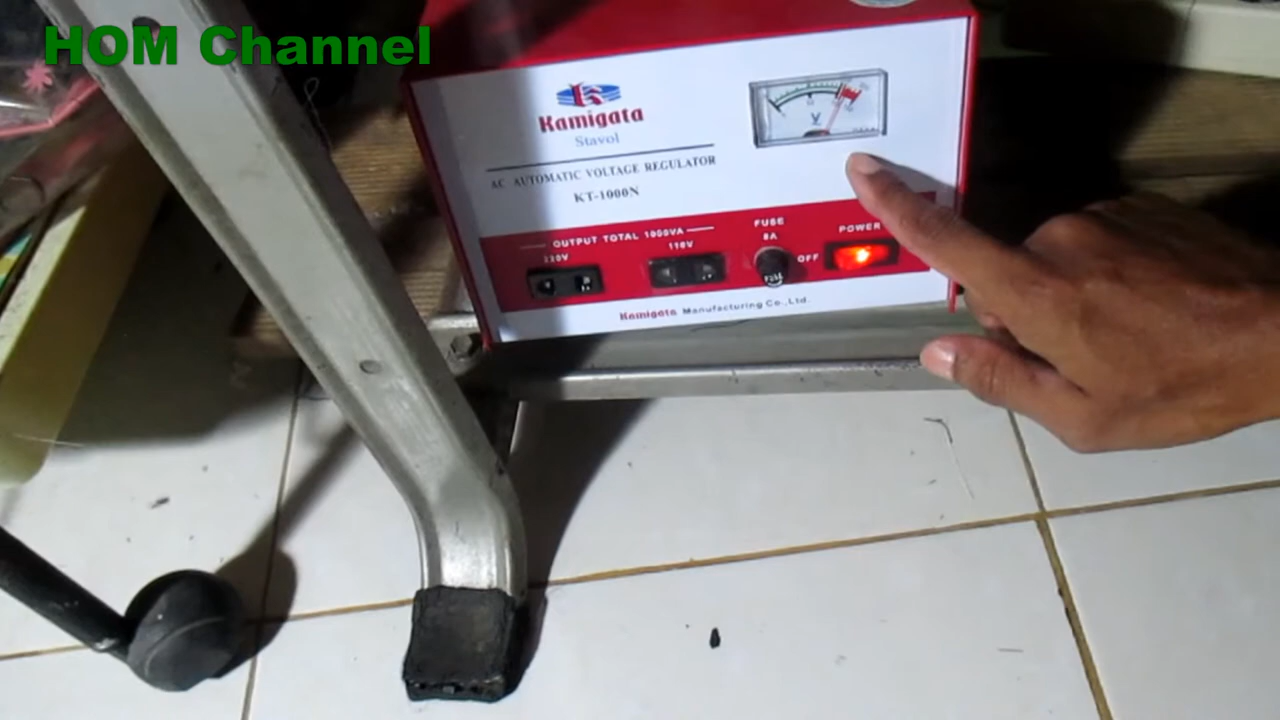 HOM Channel
Kamigata
Stavol
AC AUTOMATIC VOLTAGE REGULATOR
KT-1000N
OUTPUT TOTAL 1000VA
220V
110V
FUSE
8A
POWER
OFF
V
Kamigata Manufacturing Co.,Ltd.